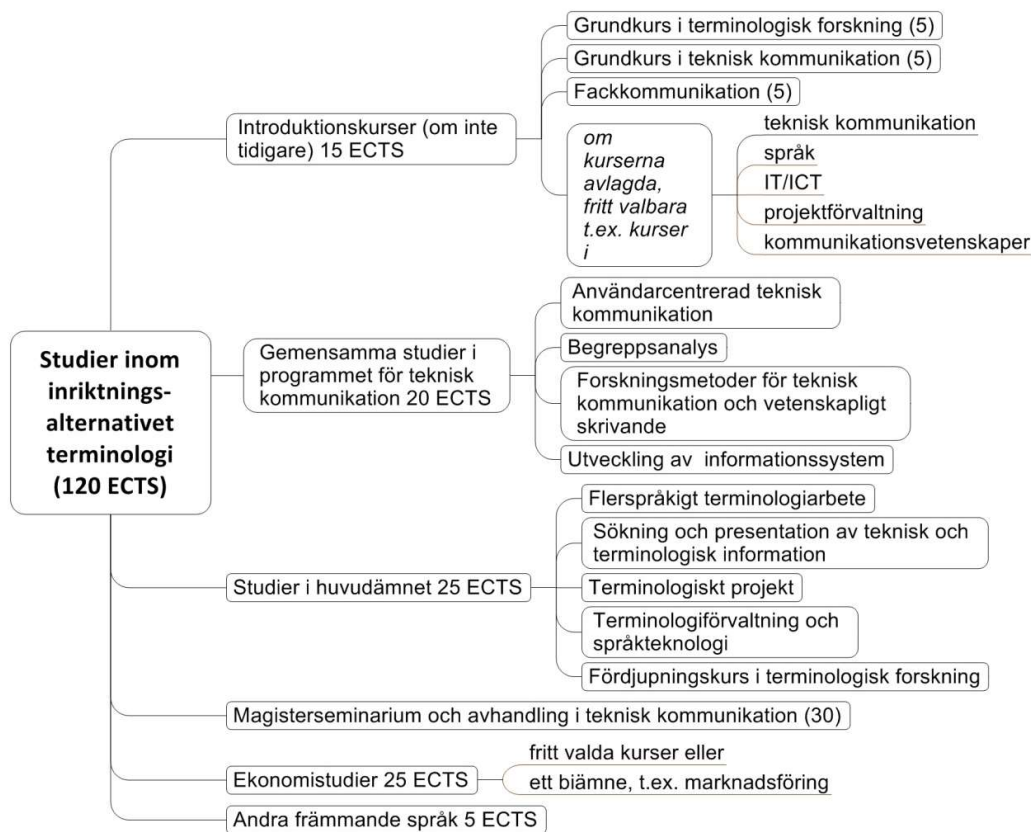 Studier inom
inriktnings-
alternativet
terminologi
(120 ECTS)
Introduktionskurser (om inte
tidigare) 15 ECTS
Grundkurs i terminologisk forskning (5)
Grundkurs i teknisk kommunikation (5)
Fackkommunikation (5)
om
kurserna
avlagda,
fritt valbara
t.ex. kurser
i
teknisk kommunikation
språk
IT/ICT
projektförvaltning
kommunikationsvetenskaper
Gemensamma studier i
programmet för teknisk
kommunikation 20 ECTS
Användarcentrerad teknisk
kommunikation
Begreppsanalys
Forskningsmetoder för teknisk
kommunikation och vetenskapligt
skrivande
Utveckling av informationssystem
Studier i huvudämnet 25 ECTS
Flerspråkigt terminologiarbete
Sökning och presentation av teknisk och
terminologisk information
Terminologiskt projekt
Terminologiförvaltning och
språkteknologi
Fördjupningskurs i terminologisk forskning
Magisterseminarium och avhandling i teknisk kommunikation (30)
Ekonomistudier 25 ECTS
fritt valda kurser eller
ett biämne, t.ex. marknadsföring
Andra främmande språk 5 ECTS